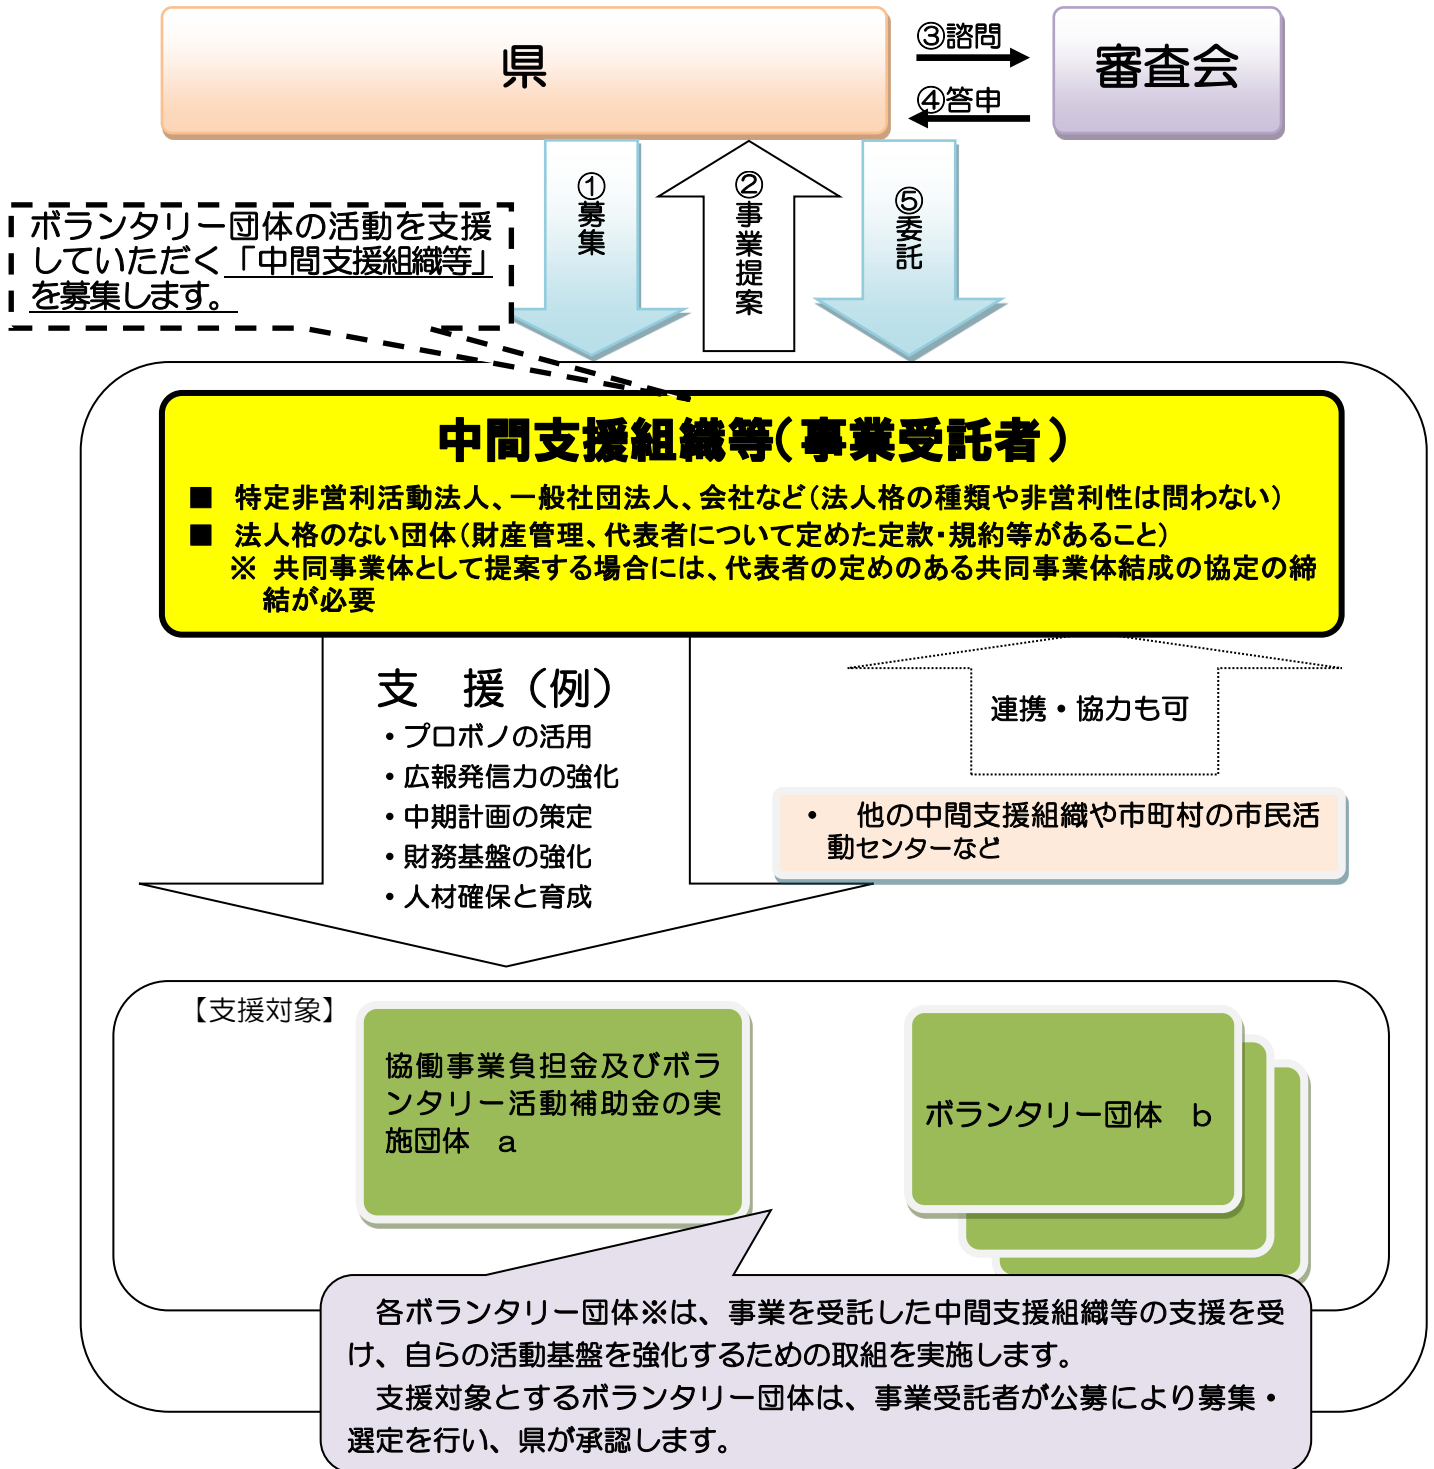 県
③諮問
④答申
審査会
①募集
②事業提案
⑤委託
ボランタリー団体の活動を支援
していただく「中間支援組織等」
を募集します。
中間支援組織等（事業受託者）
■　特定非営利活動法人、一般社団法人、会社など（法人格の種類や非営利性は問わない）
■　法人格のない団体（財産管理、代表者について定めた定款・規約等があること）
※　共同事業体として提案する場合には、代表者の定めのある共同事業体結成の協定の締
結が必要
支　援（例）
・プロボノの活用
・広報発信力の強化
・中期計画の策定
・財務基盤の強化
・人材確保と育成
連携・協力も可
・　他の中間支援組織や市町村の市民活
動センターなど
【支援対象】
協働事業負担金及びボラ
ンタリー活動補助金の実
施団体　a
ボランタリー団体　b
各ボランタリー団体※は、事業を受託した中間支援組織等の支援を受
け、自らの活動基盤を強化するための取組を実施します。
支援対象とするボランタリー団体は、事業受託者が公募により募集・
選定を行い、県が承認します。